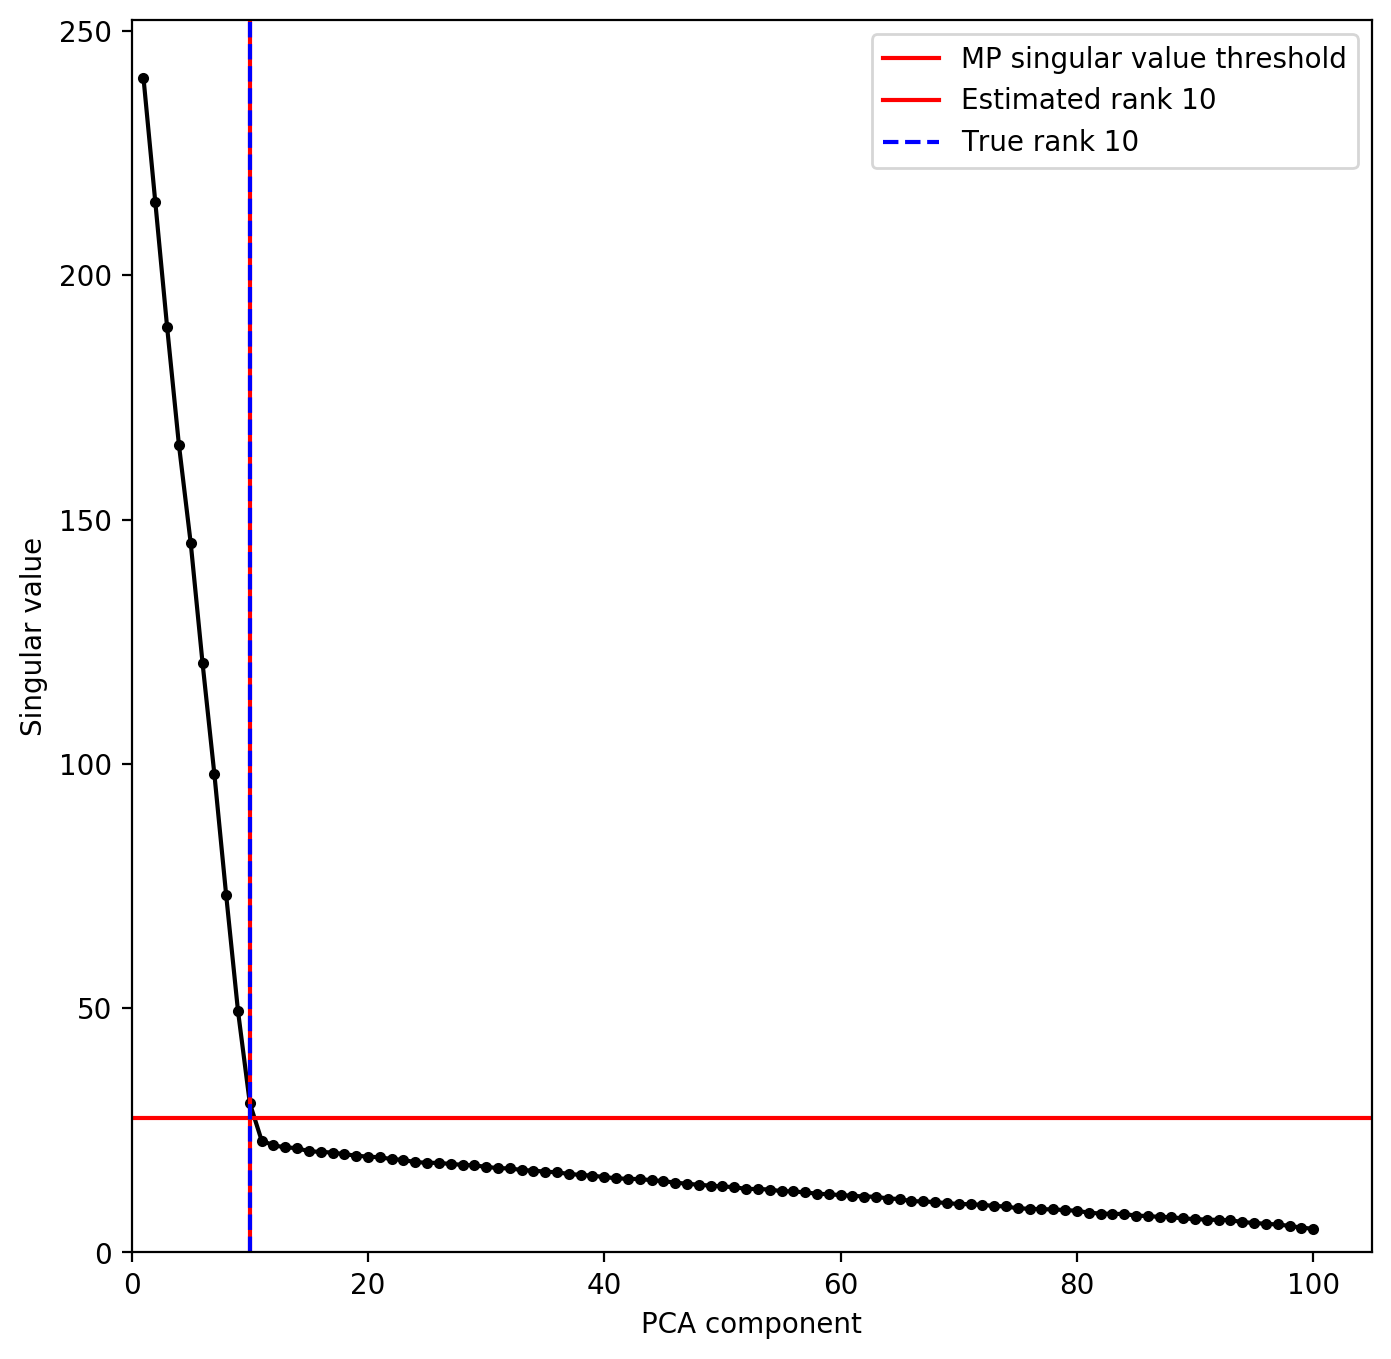 MP singular value threshold
Estimated rank 10
True rank 10
250
200
150
100
50
0
Singular value
0 20 40 60 80 100
PCA component